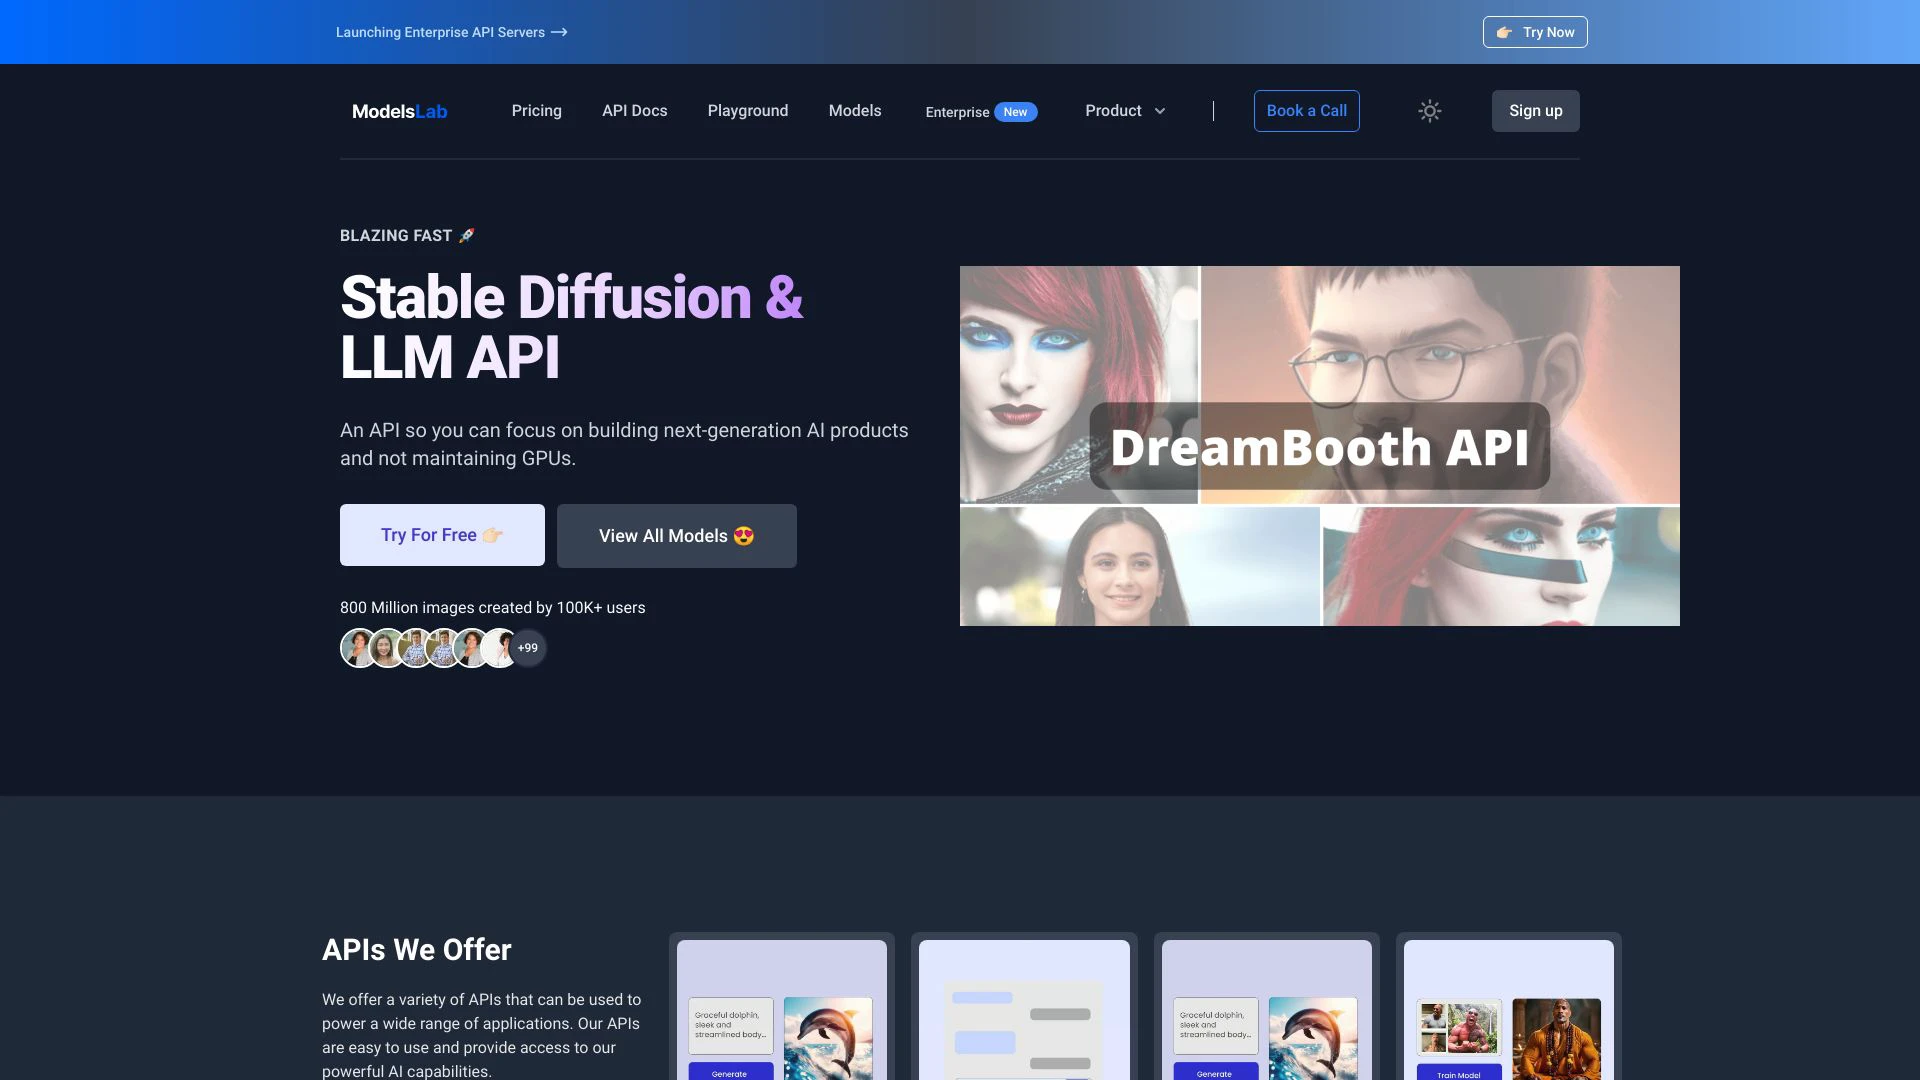 Launching Enterprise API Servers →
👉🏻 Try Now
ModelsLab
Pricing
API Docs
Playground
Models
Enterprise New
Product
Book a Call
Sign up
BLAZING FAST 🚀
Stable Diffusion &
LLM API
An API so you can focus on building next-generation AI products
and not maintaining GPUs.
Try For Free 👉🏻
View All Models 😍
800 Million images created by 100K+ users
+99
DreamBooth API
APIs We Offer
We offer a variety of APIs that can be used to
power a wide range of applications. Our APIs
are easy to use and provide access to our
powerful AI capabilities.
Graceful dolphin,
sleek and
streamlined body...
Generate
Graceful dolphin,
sleek and
streamlined body...
Generate
Train Model